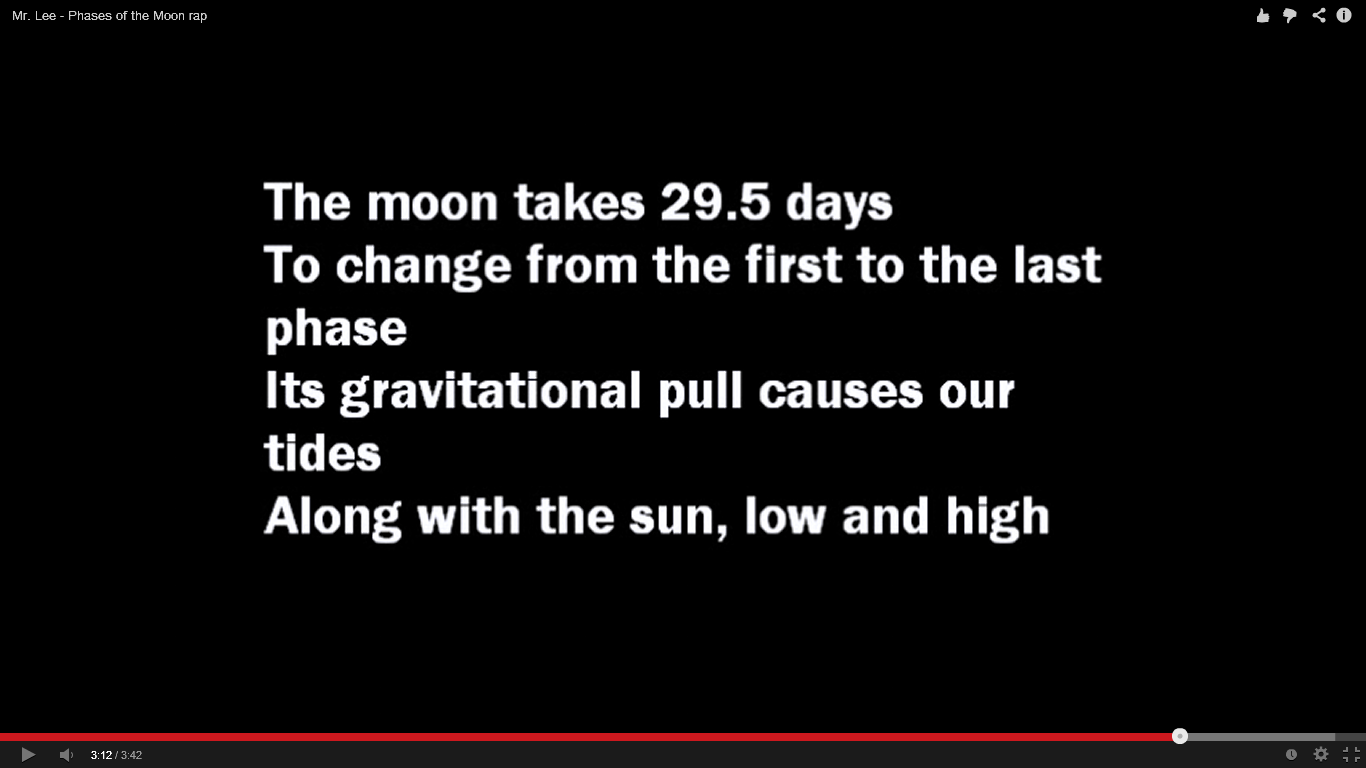 Mr. Lee - Phases of the Moon rap
The moon takes 29.5 days
To change from the first to the last
phase
Its gravitational pull causes our
tides
Along with the sun, low and high
3:12 / 3:42